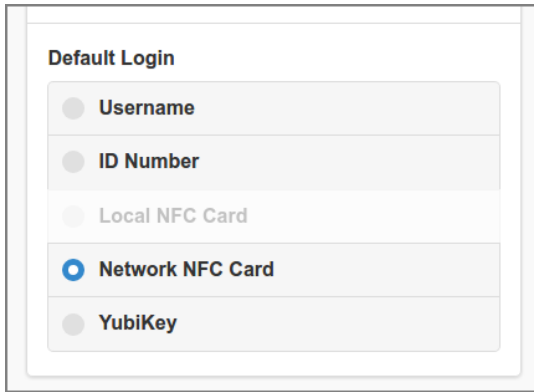 Default Login
Username
ID Number
Local NFC Card
Network NFC Card
YubiKey